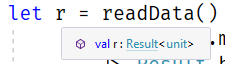 let r = readData()
val r : Result<unit>